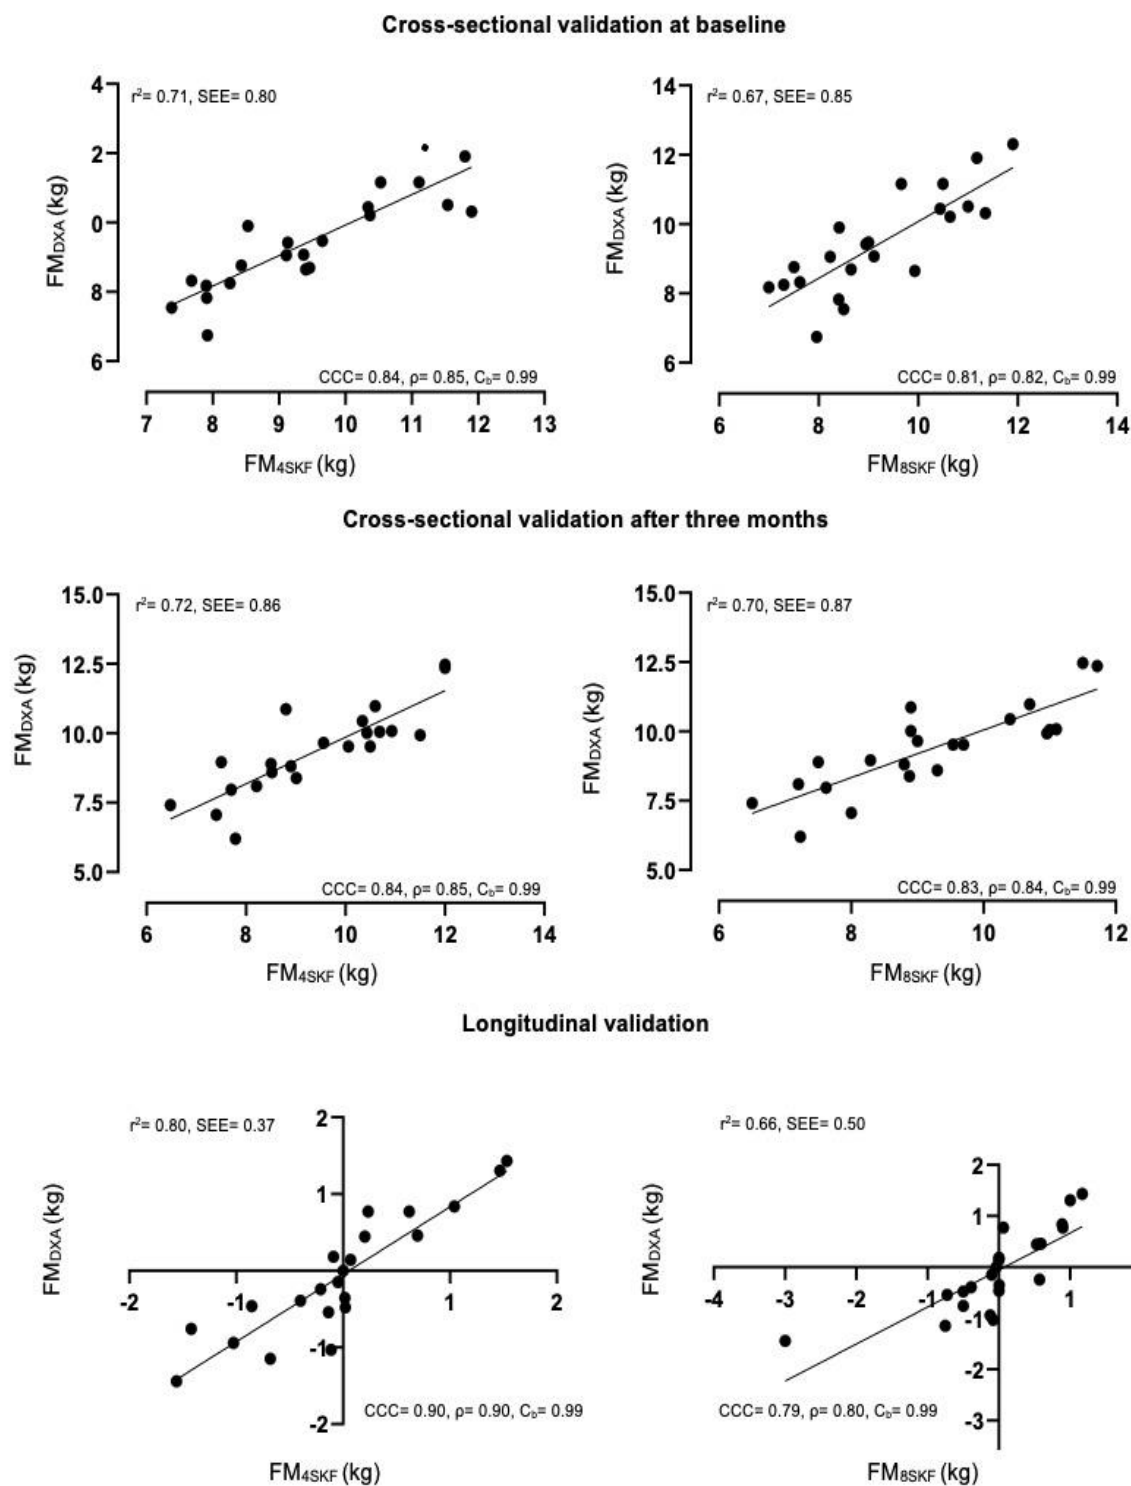 Cross-sectional validation at baseline
r²= 0.71, SEE= 0.80
4
2
0
8
6
FMDXA (kg)
CCC= 0.84, ρ= 0.85, Cb= 0.99
7 8 9 10 11 12 13
FM4SKF (kg)
r²= 0.67, SEE= 0.85
14
12
10
8
6
FMDXA (kg)
CCC= 0.81, ρ= 0.82, Cb= 0.99
6 8 10 12 14
FM8SKF (kg)
Cross-sectional validation after three months
r²= 0.72, SEE= 0.86
15.0
12.5
10.0
7.5
5.0
FMDXA (kg)
CCC= 0.84, ρ= 0.85, Cb= 0.99
6 8 10 12 14
FM4SKF (kg)
r²= 0.70, SEE= 0.87
15.0
12.5
10.0
7.5
5.0
FMDXA (kg)
CCC= 0.83, ρ= 0.84, Cb= 0.99
6 8 10 12
FM8SKF (kg)
Longitudinal validation
r²= 0.80, SEE= 0.37
2
1
FMDXA (kg)
-2 -1 1 2
-1
-2
CCC= 0.90, ρ= 0.90, Cb= 0.99
FM4SKF (kg)
r²= 0.66, SEE= 0.50
2
1
FMDXA (kg)
-4 -3 -2 -1 1
-1
-2
-3
CCC= 0.79, ρ= 0.80, Cb= 0.99
FM8SKF (kg)